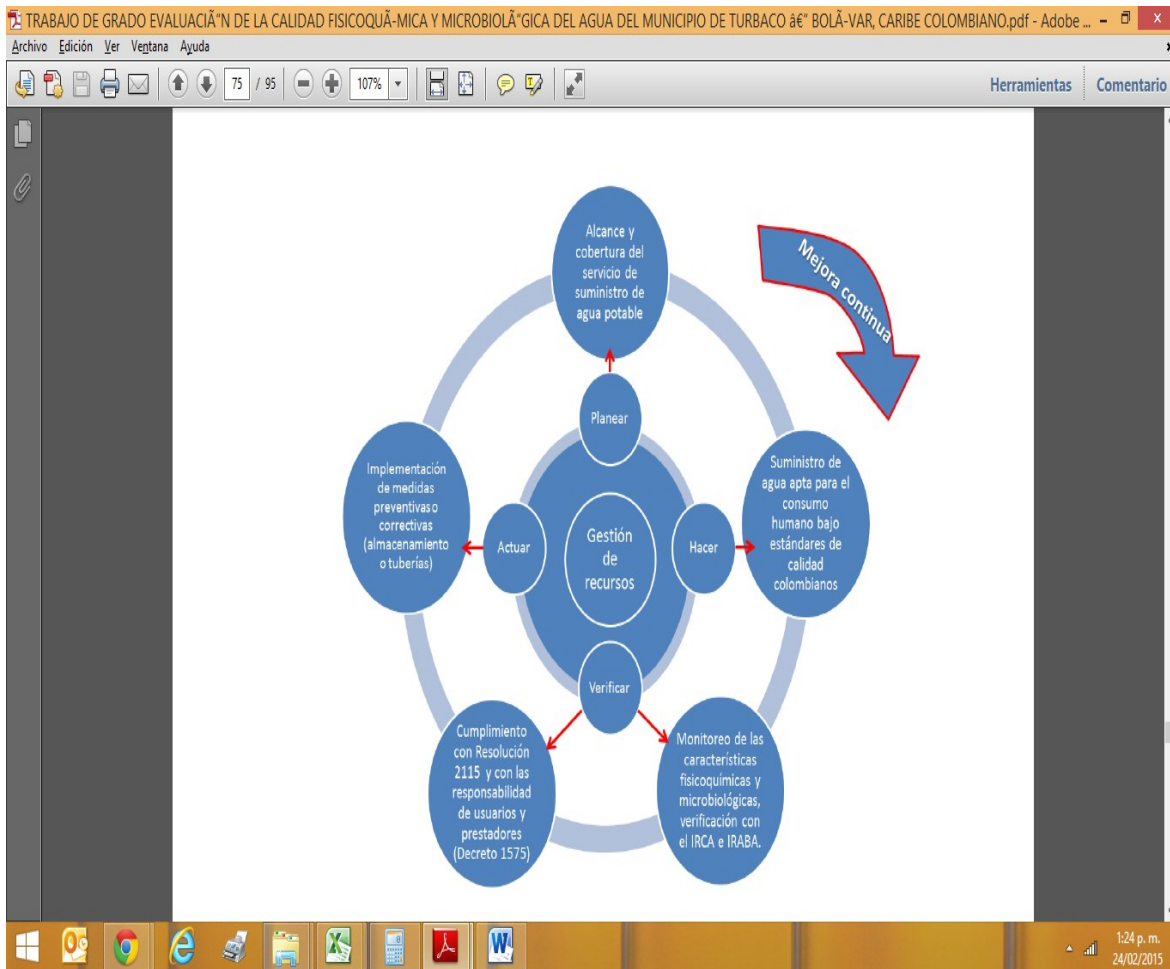 TRABAJO DE GRADO EVALUACIÃ"N DE LA CALIDAD FISICOQUÃ-MICA Y MICROBIOLÃ"GICA DEL AGUA DEL MUNICIPIO DE TURBACO â€" BOLÃ-VAR, CARIBE COLOMBIANO.pdf - Adobe ...
Archivo Edición Ver Ventana Ayuda
75 / 95 107% Herramientas Comentario
Alcance y
cobertura del
servicio de
suministro de
agua potable
Mejora continua
Planear
Implementación
de medidas
preventivas o
correctivas
(almacenamiento
o tuberías)
Actuar
Gestión
de
recursos
Hacer
Suministro de
agua apta para el
consumo
humano bajo
estándares de
calidad
colombianos
Verificar
Cumplimiento
con Resolución
2115 y con las
responsabilidad
de usuarios y
prestadores
(Decreto 1575)
Monitoreo de las
características
fisicoquímicas y
microbiológicas,
verificación con
el IRCA e IRABA.
1:24 p. m.
24/02/2015